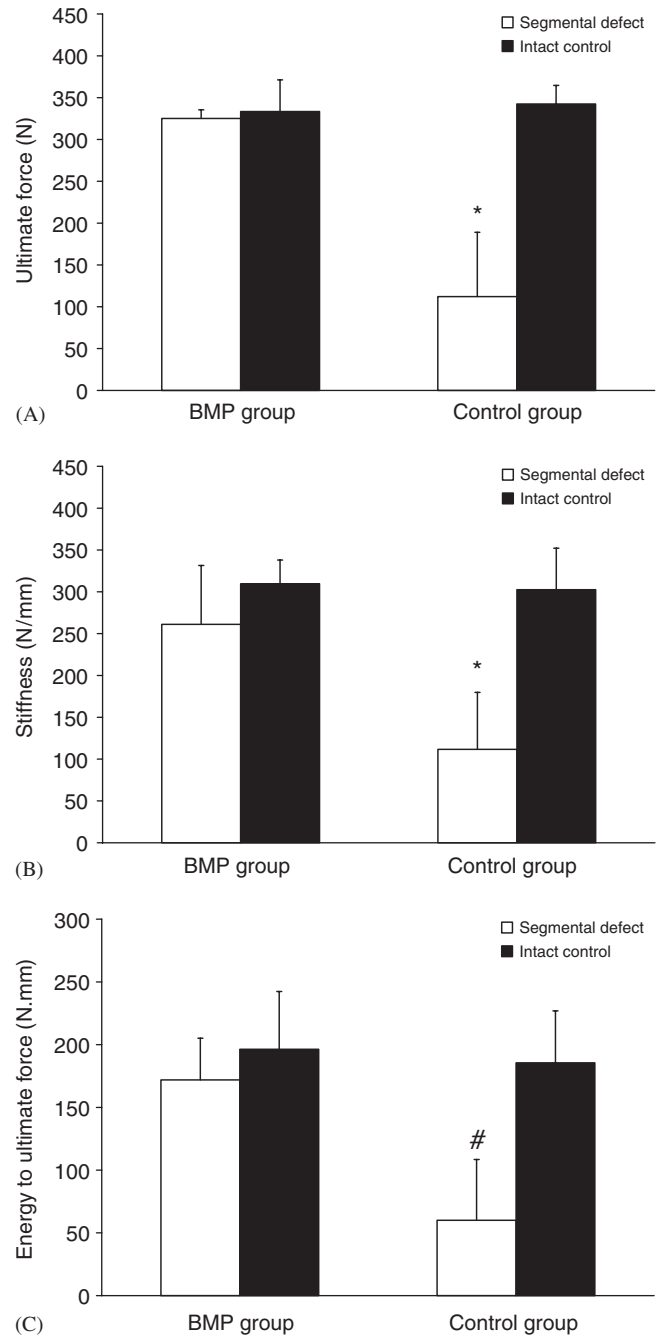 450
400
350
300
250
200
150
100
50
0
Ultimate force (N)
Segmental defect
Intact control
*
BMP group
Control group
(A)
450
400
350
300
250
200
150
100
50
0
Stiffness (N/mm)
Segmental defect
Intact control
*
BMP group
Control group
(B)
300
250
200
150
100
50
0
Energy to ultimate force (N.mm)
Segmental defect
Intact control
#
BMP group
Control group
(C)